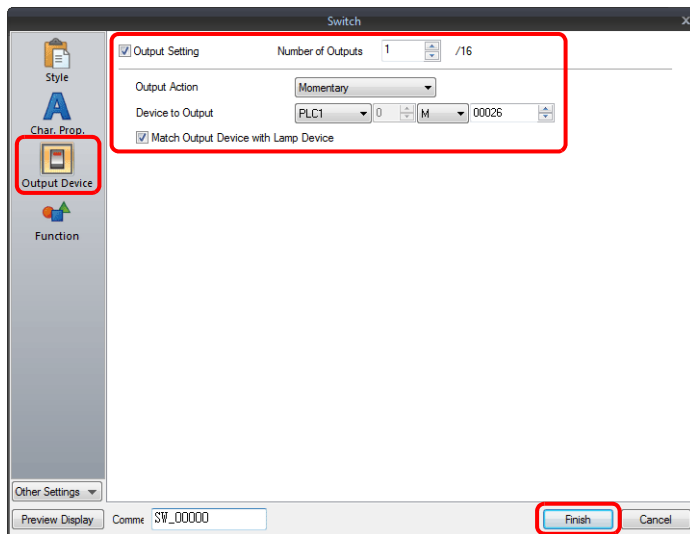 Switch
Style
Char. Prop.
Output Device
Function
Output Setting Number of Outputs 1 /16
Output Action Momentary
Device to Output PLC1 0 M 00026
Match Output Device with Lamp Device
Other Settings
Preview Display Comme SW_00000 Finish Cancel